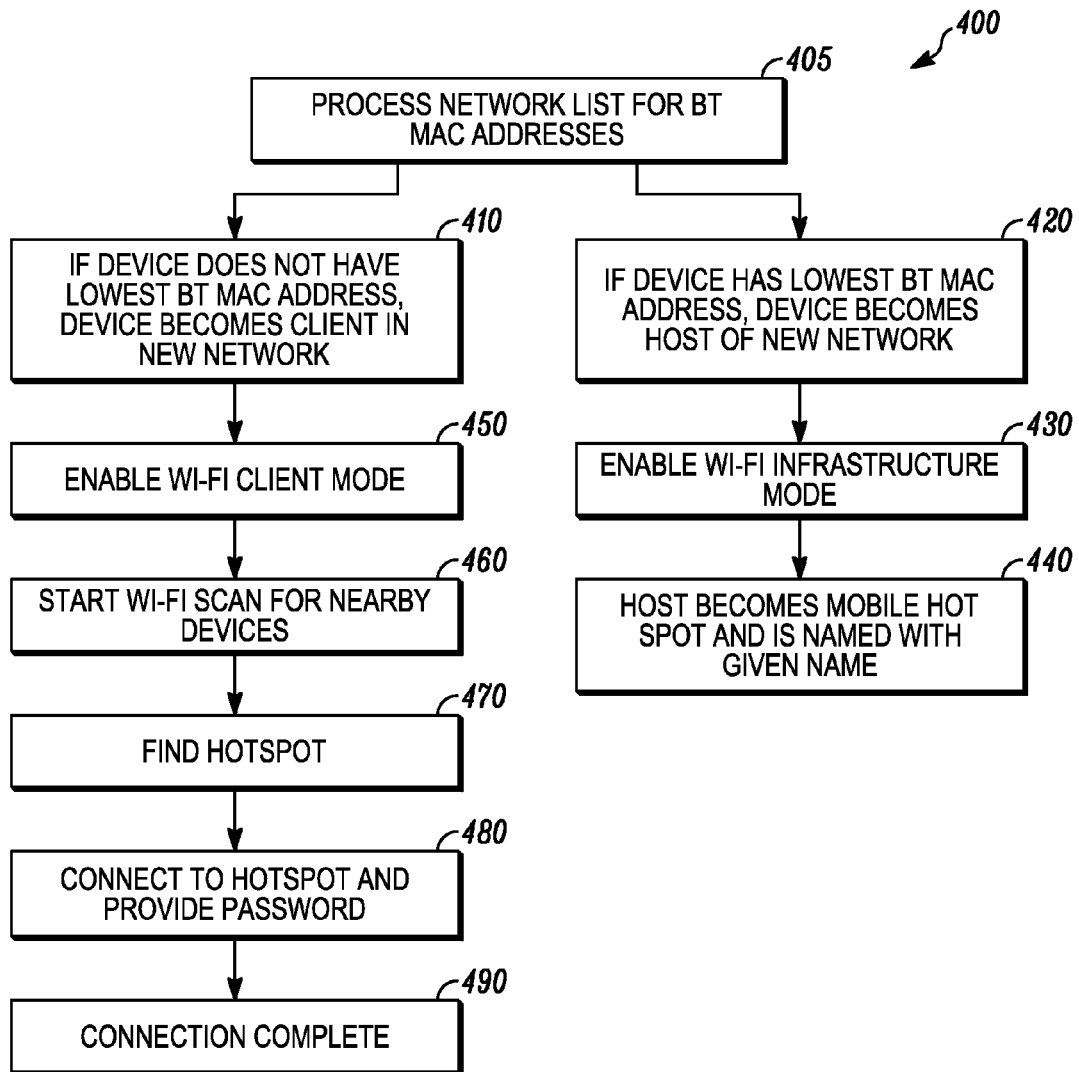 400
405
PROCESS NETWORK LIST FOR BT
MAC ADDRESSES
410
IF DEVICE DOES NOT HAVE
LOWEST BT MAC ADDRESS,
DEVICE BECOMES CLIENT IN
NEW NETWORK
420
IF DEVICE HAS LOWEST BT MAC
ADDRESS, DEVICE BECOMES
HOST OF NEW NETWORK
450
ENABLE WI-FI CLIENT MODE
430
ENABLE WI-FI INFRASTRUCTURE
MODE
460
START WI-FI SCAN FOR NEARBY
DEVICES
440
HOST BECOMES MOBILE HOT
SPOT AND IS NAMED WITH
GIVEN NAME
470
FIND HOTSPOT
480
CONNECT TO HOTSPOT AND
PROVIDE PASSWORD
490
CONNECTION COMPLETE